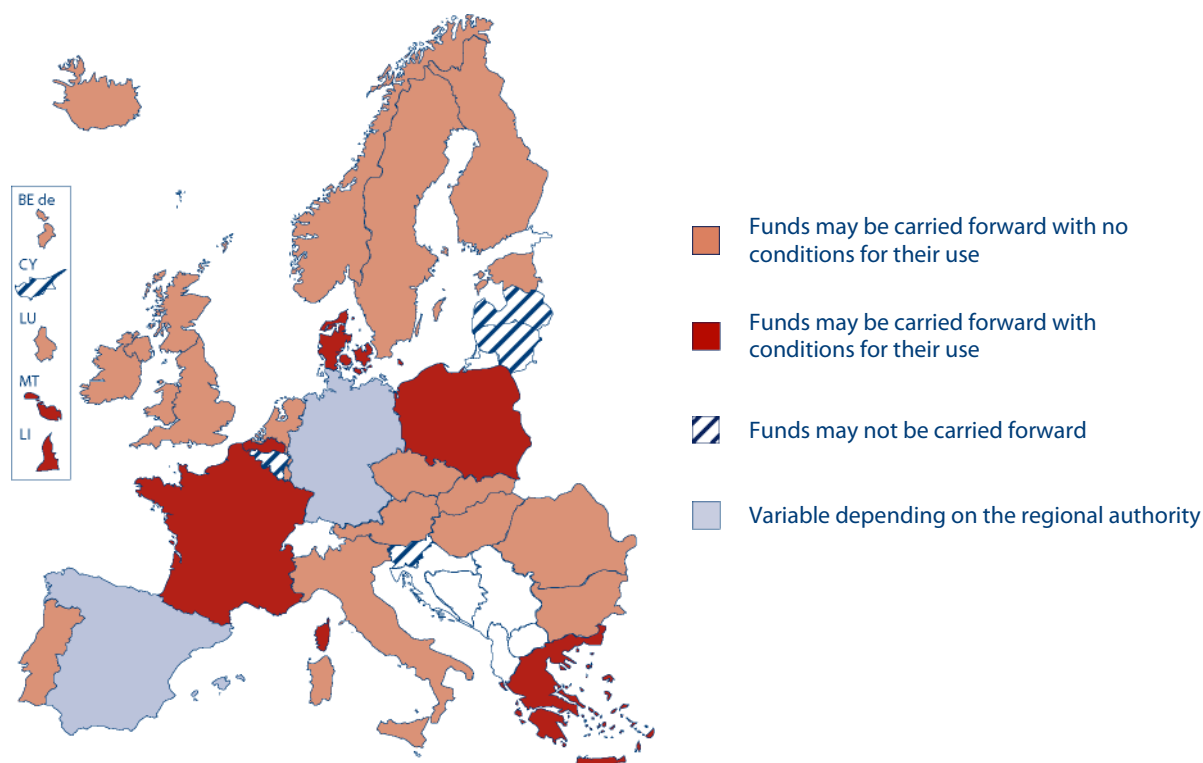 BE de
CY
LU
MT
LI
Funds may be carried forward with no
conditions for their use
Funds may be carried forward with
conditions for their use
Funds may not be carried forward
Variable depending on the regional authority